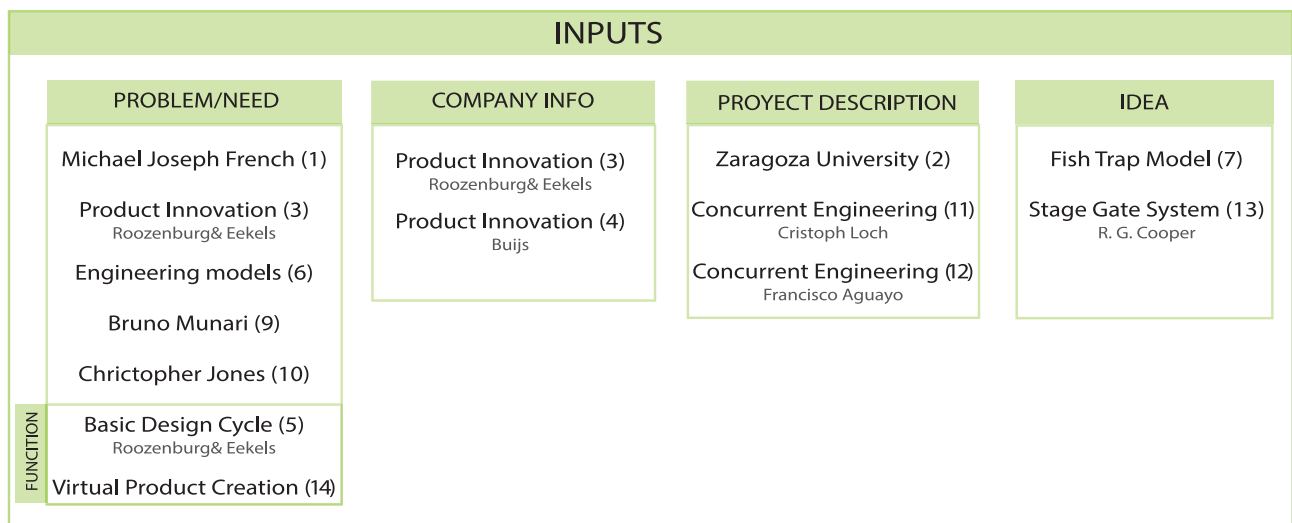 INPUTS
PROBLEM/NEED
Michael Joseph French (1)
Product Innovation (3)
Roozenburg& Eekels
Engineering models (6)
Bruno Munari (9)
Chrictopher Jones (10)
FUNCITION
Basic Design Cycle (5)
Roozenburg& Eekels
Virtual Product Creation (14)
COMPANY INFO
Product Innovation (3)
Roozenburg& Eekels
Product Innovation (4)
Buijs
PROYECT DESCRIPTION
Zaragoza University (2)
Concurrent Engineering (11)
Cristoph Loch
Concurrent Engineering (12)
Francisco Aguayo
IDEA
Fish Trap Model (7)
Stage Gate System (13)
R. G. Cooper